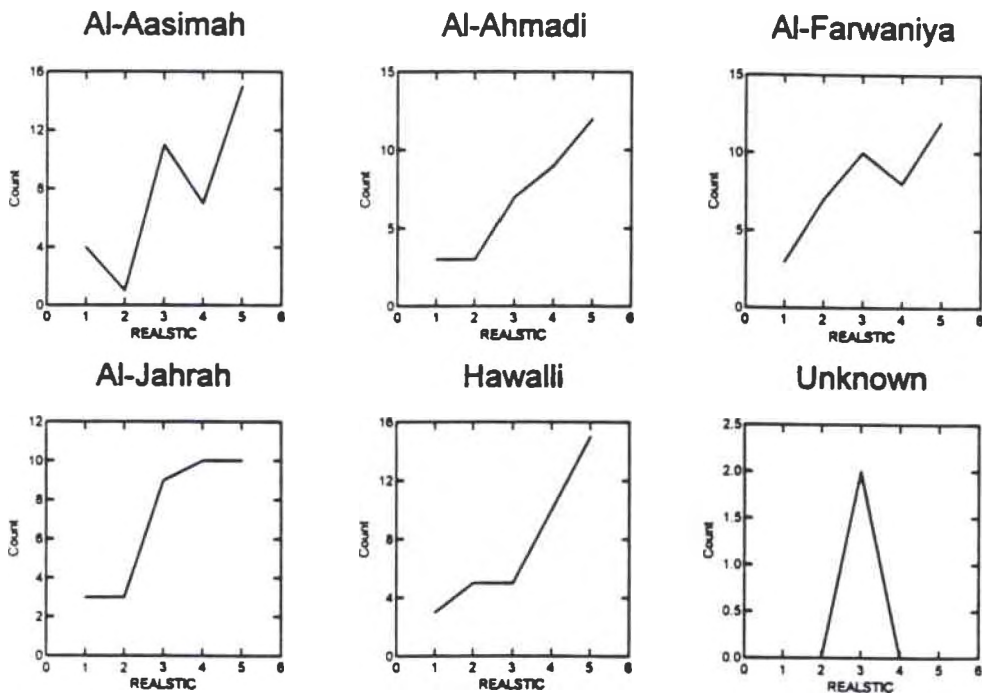 Al-Aasimah
16
12
8
4
0
Count
0 1 2 3 4 5 6
REALSTIC
Al-Ahmadi
15
10
5
0
Count
0 1 2 3 4 5 6
REALSTIC
Al-Farwaniya
15
10
5
0
Count
0 1 2 3 4 5 6
REALSTIC
Al-Jahrah
12
10
8
6
4
2
0
Count
0 1 2 3 4 5 6
REALSTIC
Hawalli
16
12
8
4
0
Count
0 1 2 3 4 5 6
REALSTIC
Unknown
2.5
2.0
1.5
1.0
0.5
0.0
Count
0 1 2 3 4 5 6
REALSTIC